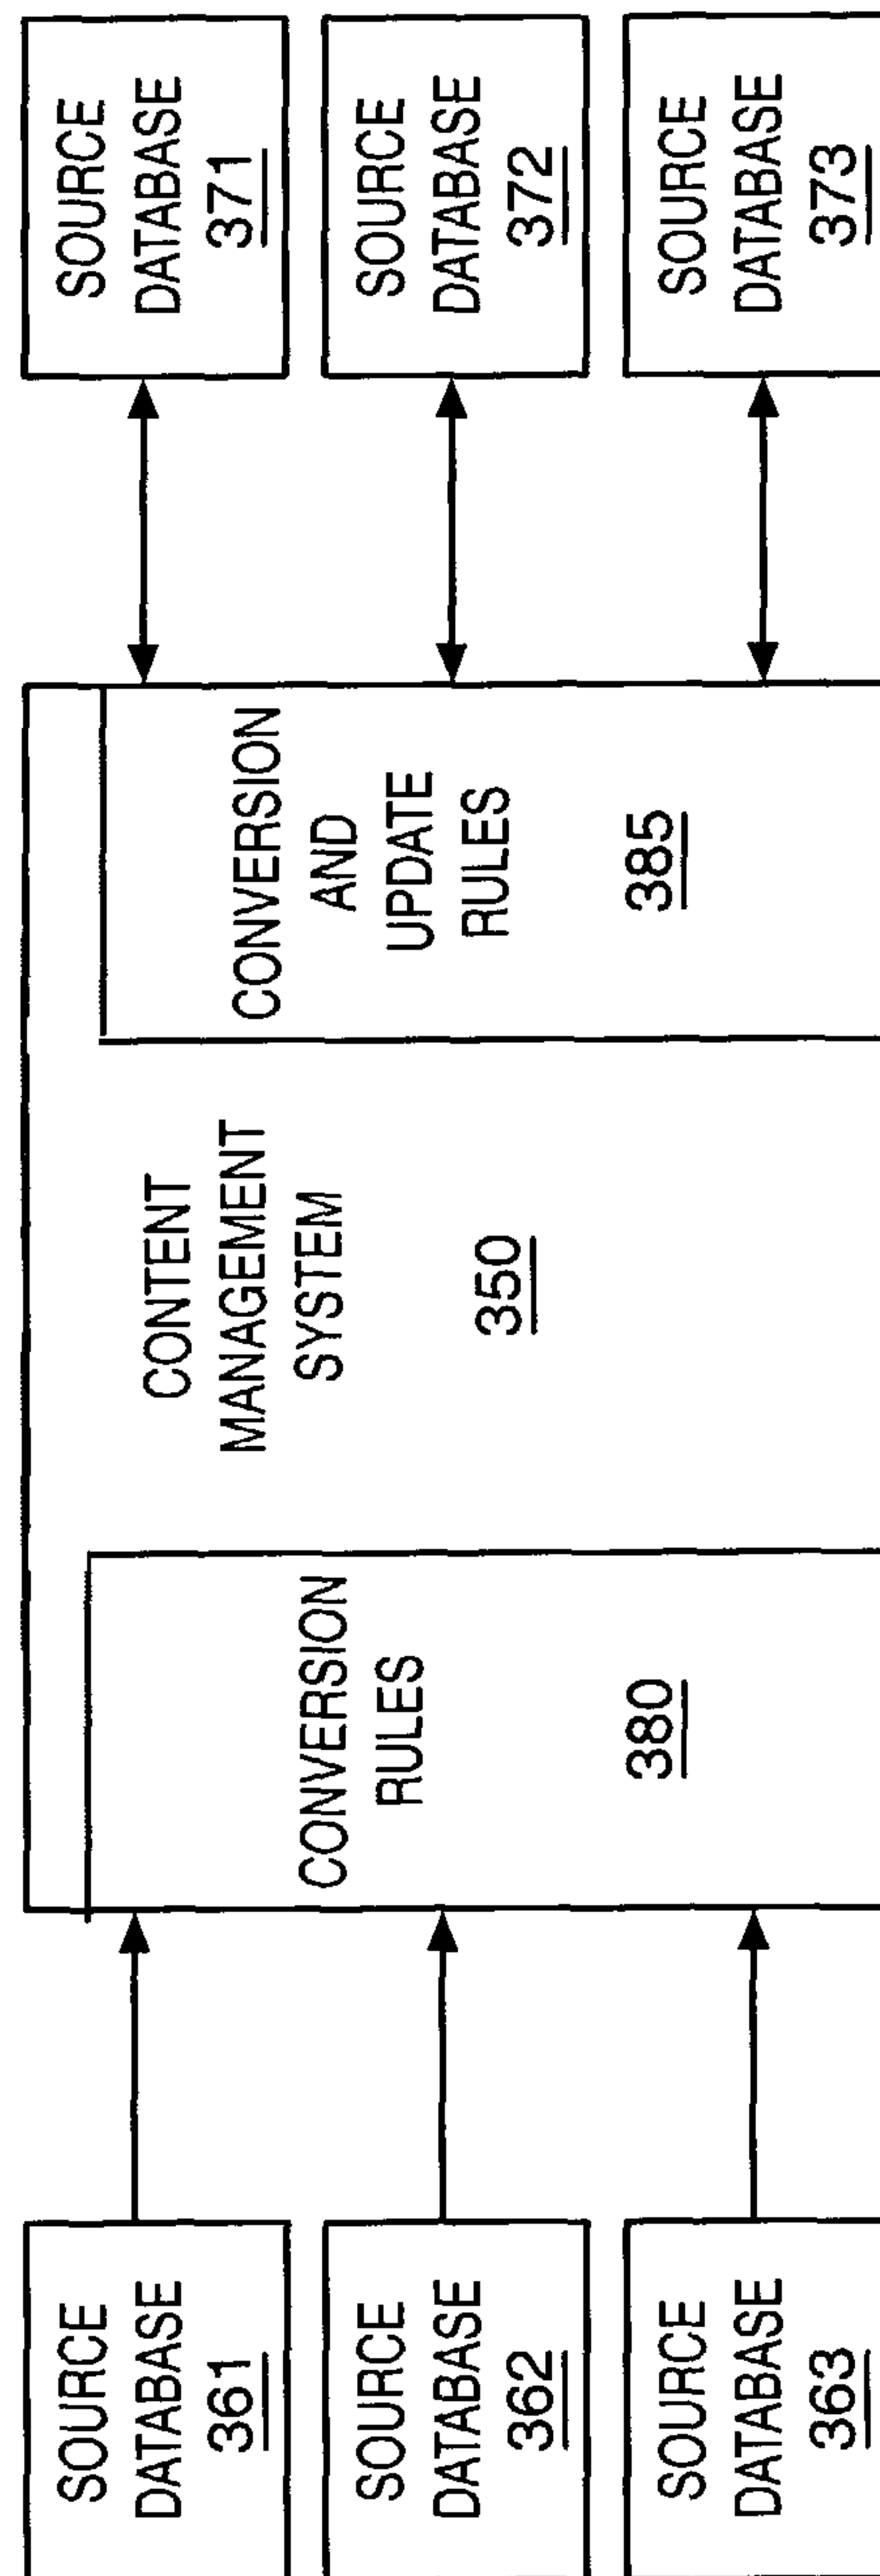 SOURCE
DATABASE
361
SOURCE
DATABASE
362
SOURCE
DATABASE
363
CONVERSION
RULES
380
CONTENT
MANAGEMENT
SYSTEM
350
CONVERSION
AND
UPDATE
RULES
385
SOURCE
DATABASE
371
SOURCE
DATABASE
372
SOURCE
DATABASE
373